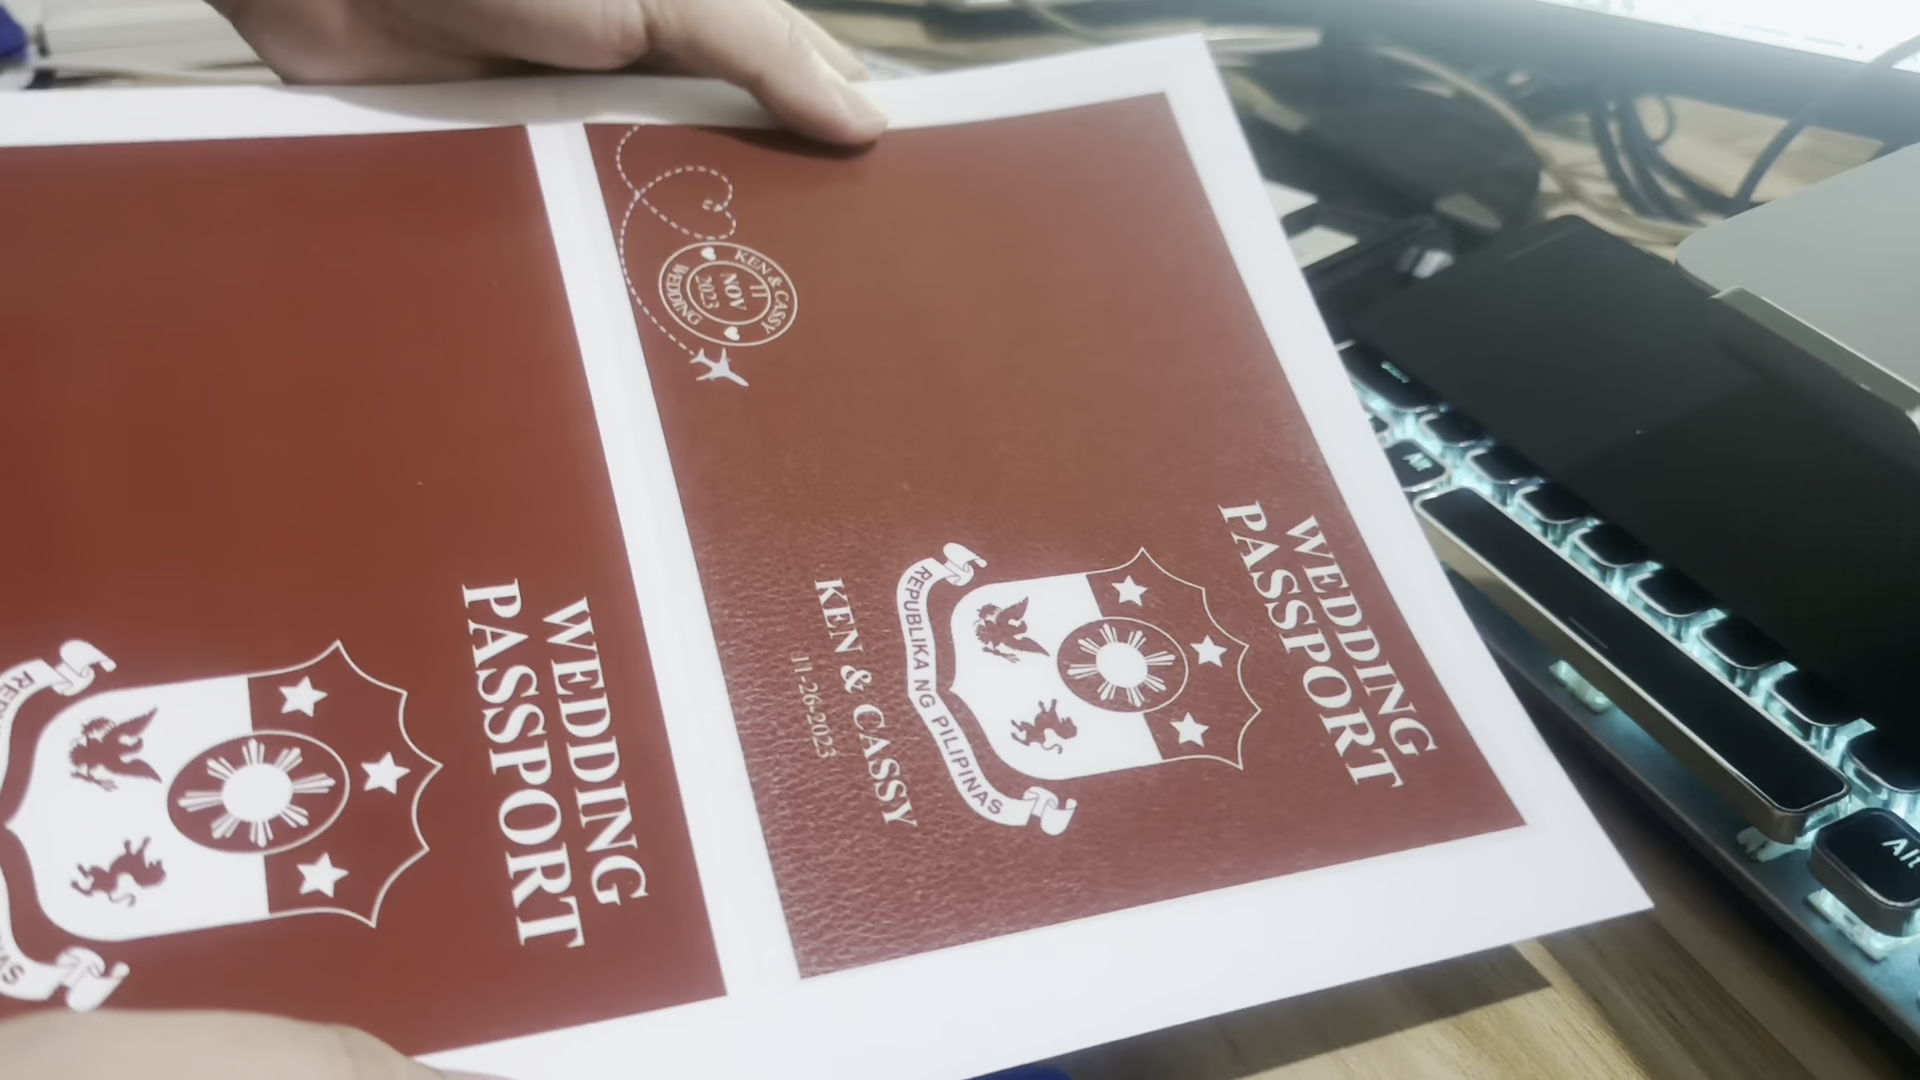 WEDDING
PASSPORT
REPUBLIKA NG PILIPINAS
KEN & CASSY
11-26-2023
KEN & CASSY
11
NOV
2023
WEDDING
WEDDING
PASSPORT
Alt
Alt